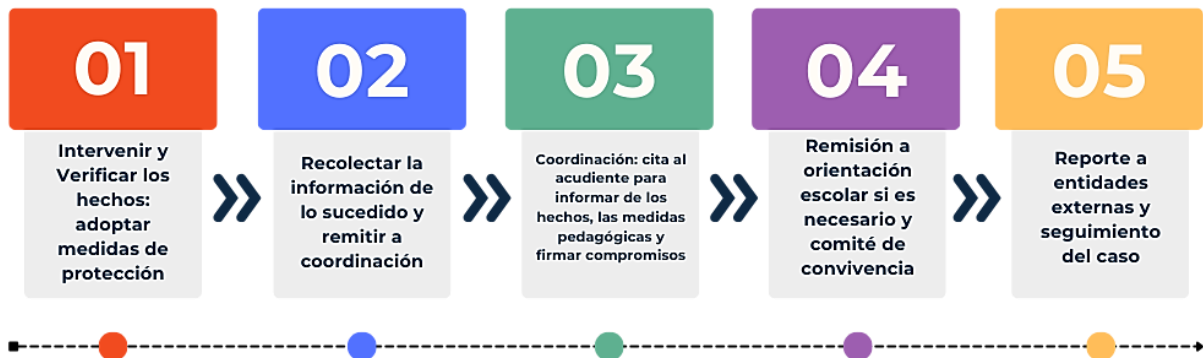 01
Intervenir y
Verificar los
hechos:
adoptar
medidas de
protección
02
Recolectar la
información de
lo sucedido y
remitir a
coordinación
03
Coordinación: cita al
acudiente para
informar de los
hechos, las medidas
pedagógicas y
firmar compromisos
04
Remisión a
orientación
escolar si es
necesario y
comité de
convivencia
05
Reporte a
entidades
externas y
seguimiento
del caso